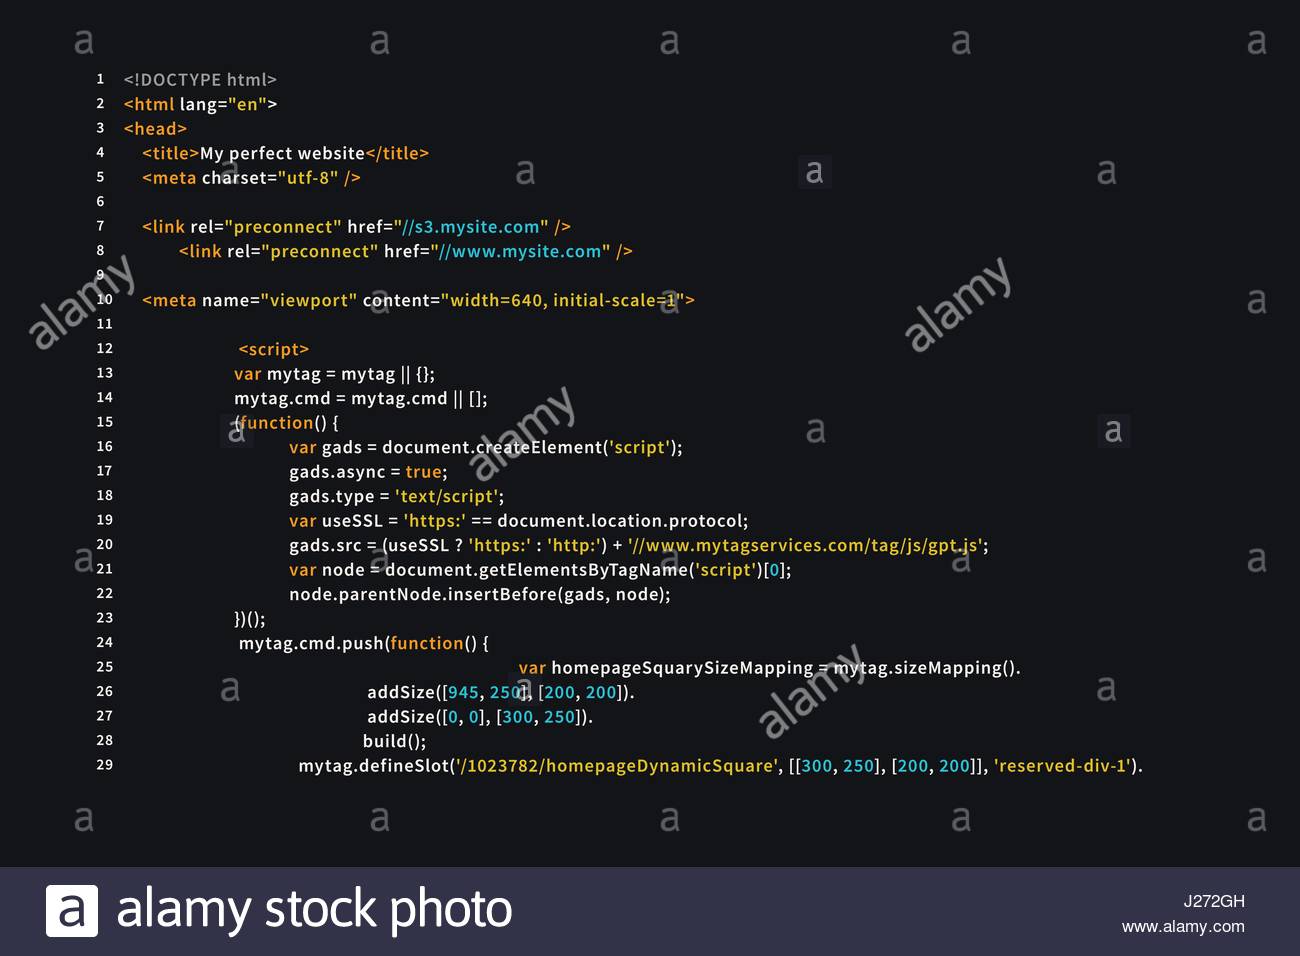 1 <!DOCTYPE html>
2 <html lang="en">
3 <head>
4 <title>My perfect website</title>
5 <meta charset="utf-8" />
6
7 <link rel="preconnect" href="//s3.mysite.com" />
8 <link rel="preconnect" href="//www.mysite.com" />
9
10 <meta name="viewport" content="width=640, initial-scale=1">
11
12 <script>
13 var mytag = mytag || {};
14 mytag.cmd = mytag.cmd || [];
15 (function() {
16 var gads = document.createElement('script');
17 gads.async = true;
18 gads.type = 'text/script';
19 var useSSL = 'https:' == document.location.protocol;
20 gads.src = (useSSL ? 'https:' : 'http:') + '//www.mytagservices.com/tag/js/gpt.js';
21 var node = document.getElementsByTagName('script')[0];
22 node.parentNode.insertBefore(gads, node);
23 })();
24 mytag.cmd.push(function() {
25 var homepageSquarySizeMapping = mytag.sizeMapping().
26 addSize([945, 250], [200, 200]).
27 addSize([0, 0], [300, 250]).
28 build();
29 mytag.defineSlot('/1023782/homepageDynamicSquare', [[300, 250], [200, 200]], 'reserved-div-1').
alamy
alamy
alamy
alamy
a alamy stock photo
J272GH
www.alamy.com